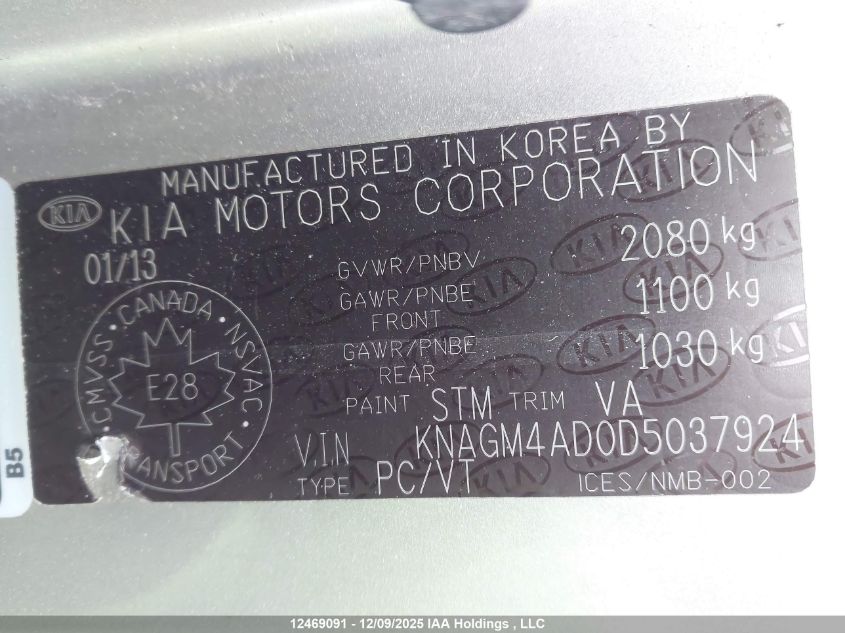 MANUFACTURED IN KOREA BY
KIA KIA MOTORS CORPORATION
01/13
GVWR/PNBV 2080 kg
GAWR/PNBE FRONT 1100 kg
GAWR/PNBE REAR 1030 kg
CMVSS · CANADA · NSVAC
E28
TRANSPORT
PAINT STM TRIM VA
VIN KNAGM4AD0D5037924
TYPE PC/VT ICES/NMB-002
B5
12469091 - 12/09/2025 IAA Holdings , LLC